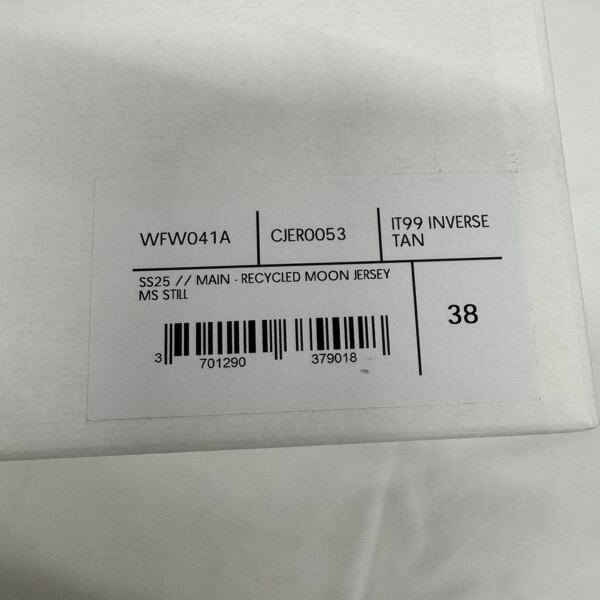 WFW041A
CJER0053
IT99 INVERSE
TAN
SS25 // MAIN - RECYCLED MOON JERSEY
MS STILL
38
3 701290 379018